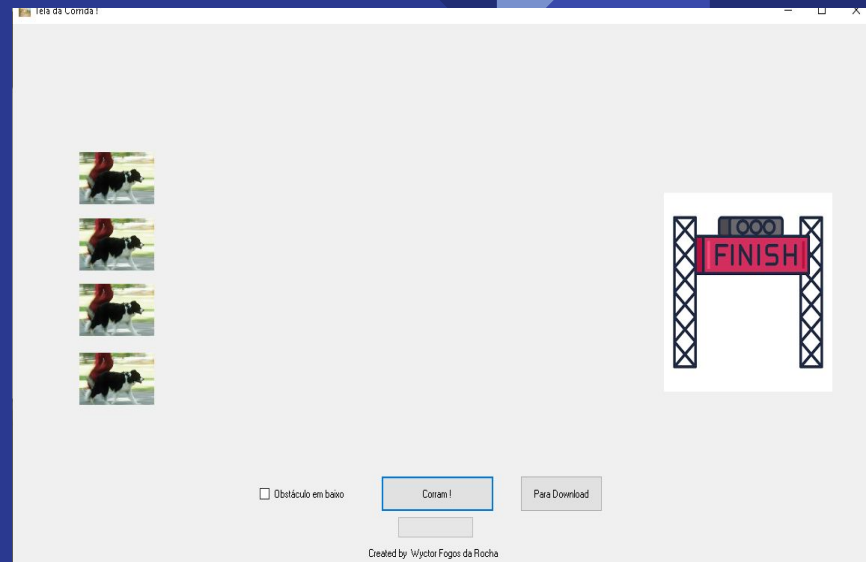 Tela da Corrida !
FINISH
Obstáculo em baixo
Corram !
Para Download
Created by Wyctor Fogos da Rocha